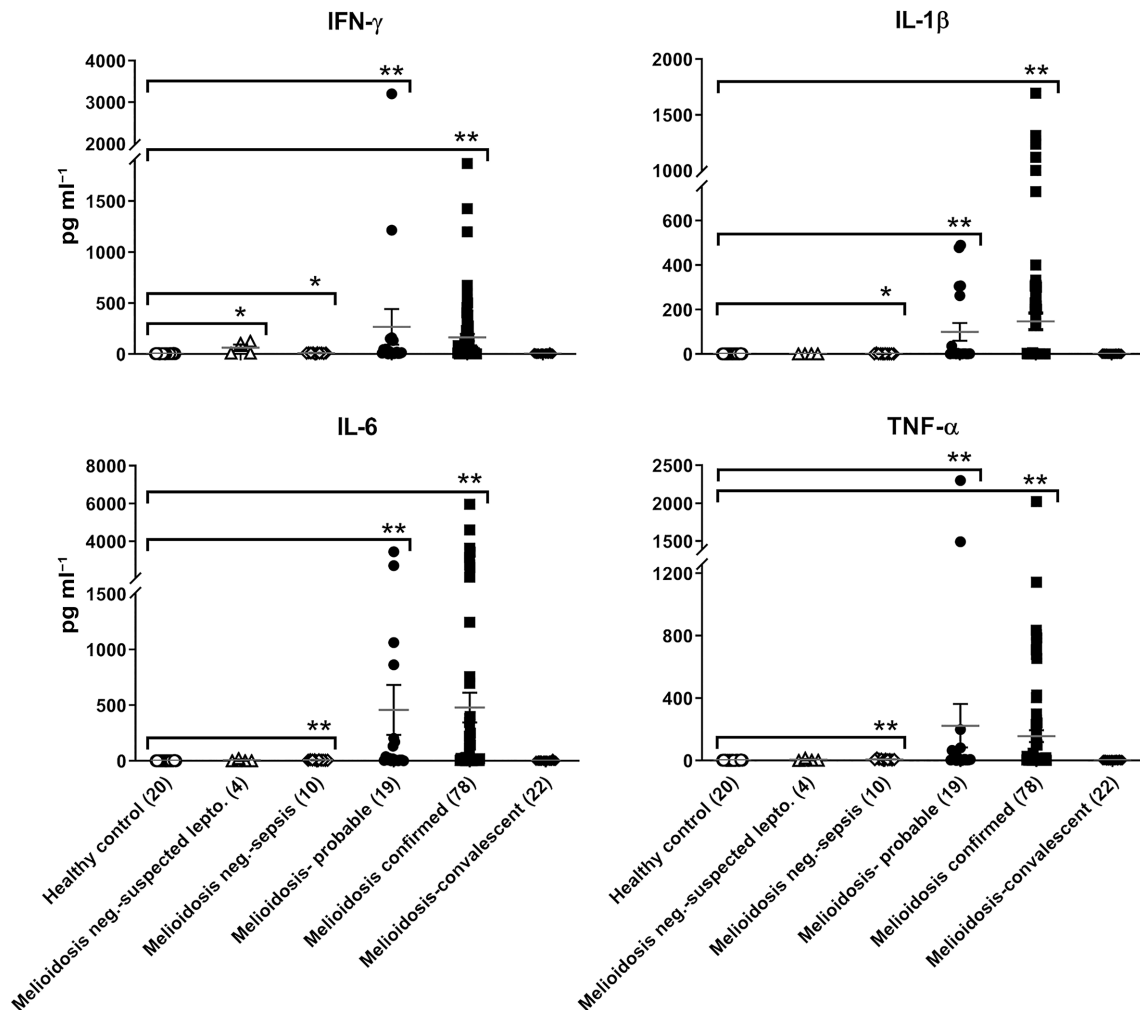 IFN-γ
pg ml⁻¹
4000
3000
2000
1500
1000
500
0
**
**
*
*
IL-1β
2000
1500
1000
600
400
200
0
**
**
*
IL-6
pg ml⁻¹
8000
6000
4000
1500
1000
500
0
**
**
**
Healthy control (20)
Melioidosis neg.-suspected lepto. (4)
Melioidosis neg.-sepsis (10)
Melioidosis- probable (19)
Melioidosis confirmed (78)
Melioidosis-convalescent (22)
TNF-α
2500
2000
1500
1200
800
400
0
**
**
**
Healthy control (20)
Melioidosis neg.-suspected lepto. (4)
Melioidosis neg.-sepsis (10)
Melioidosis- probable (19)
Melioidosis confirmed (78)
Melioidosis-convalescent (22)